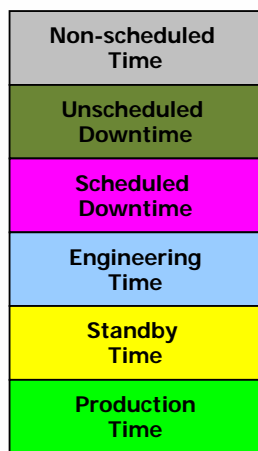 Non-scheduled
Time
Unscheduled
Downtime
Scheduled
Downtime
Engineering
Time
Standby
Time
Production
Time